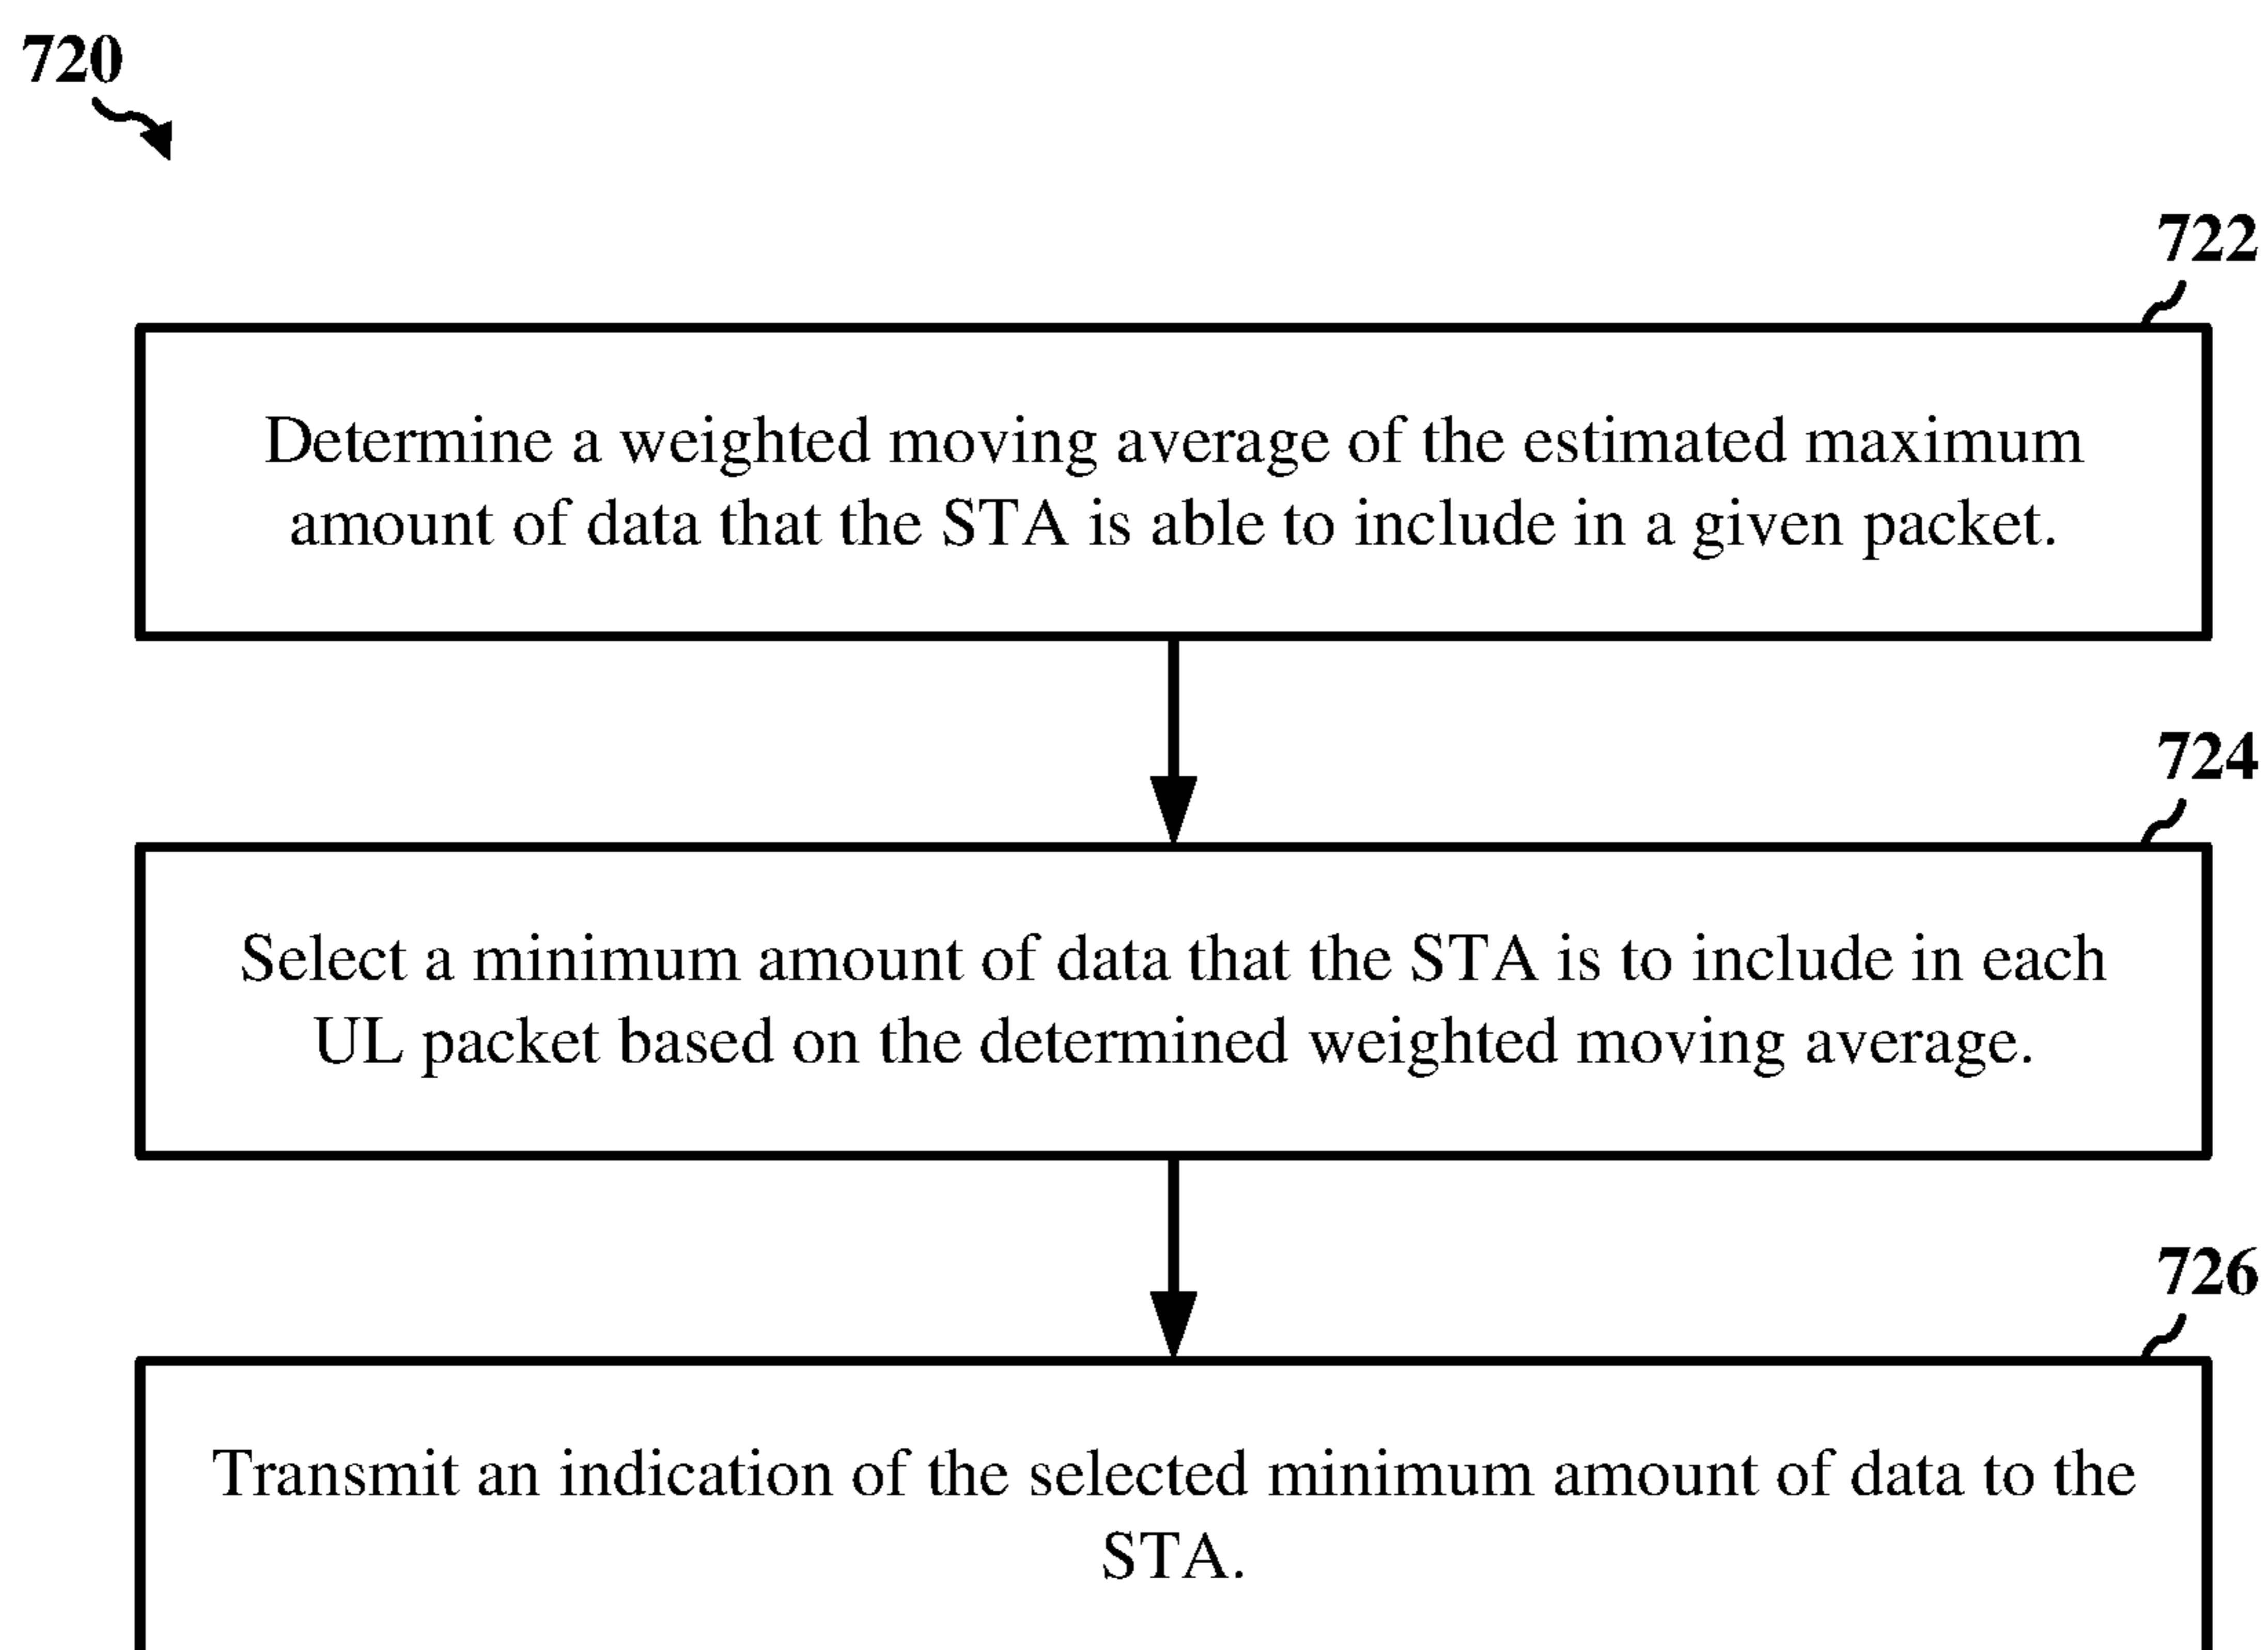 720
722
Determine a weighted moving average of the estimated maximum
amount of data that the STA is able to include in a given packet.
724
Select a minimum amount of data that the STA is to include in each
UL packet based on the determined weighted moving average.
726
Transmit an indication of the selected minimum amount of data to the
STA.